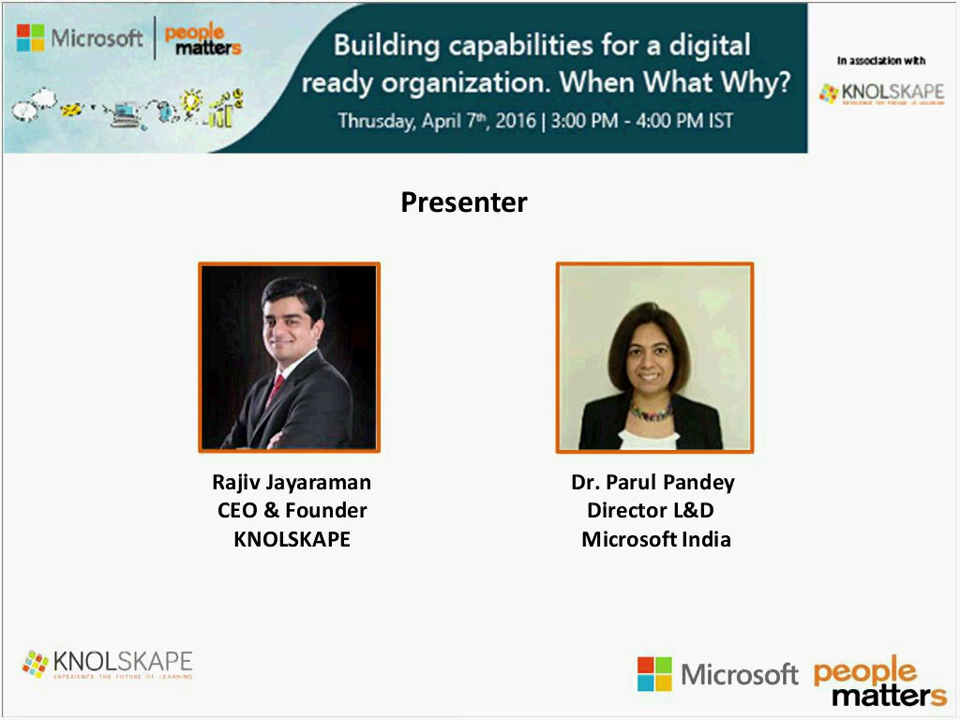 Microsoft
people
matters
Building capabilities for a digital
ready organization. When What Why?
Thrusday, April 7th, 2016 | 3:00 PM - 4:00 PM IST
In association with
KNOLSKAPE
Presenter
Rajiv Jayaraman
CEO & Founder
KNOLSKAPE
Dr. Parul Pandey
Director L&D
Microsoft India
KNOLSKAPE
EXPERIENCE THE FUTURE OF LEARNING
Microsoft
people
matters